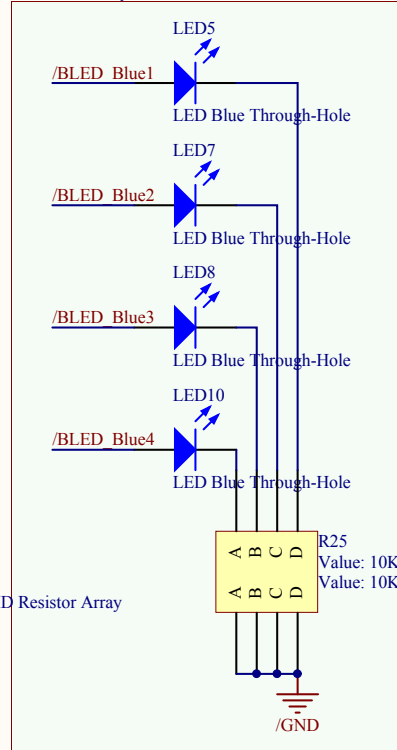 LED5
/BLED_Blue1
LED Blue Through-Hole
LED7
/BLED_Blue2
LED Blue Through-Hole
LED8
/BLED_Blue3
LED Blue Through-Hole
LED10
/BLED_Blue4
LED Blue Through-Hole
A B C D
R25
Value: 10K
Value: 10K
A B C D
D Resistor Array
/GND